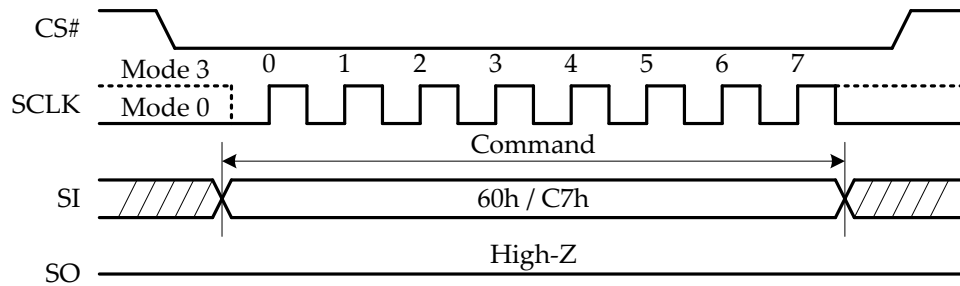 CS#
Mode 3
0 1 2 3 4 5 6 7
SCLK
Mode 0
Command
SI
60h / C7h
High-Z
SO